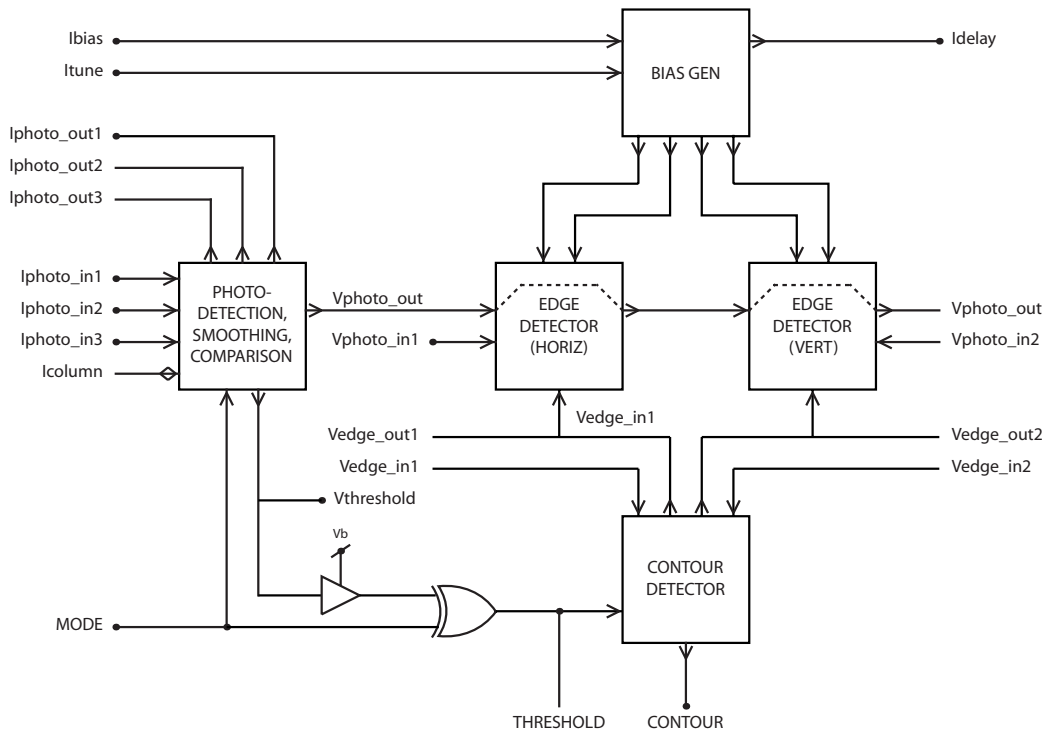 Ibias
Idelay
Itune
BIAS GEN
Iphoto_out1
Iphoto_out2
Iphoto_out3
Iphoto_in1
Iphoto_in2
Iphoto_in3
Icolumn
PHOTO-
DETECTION,
SMOOTHING,
COMPARISON
Vphoto_out
Vphoto_in1
EDGE
DETECTOR
(HORIZ)
EDGE
DETECTOR
(VERT)
Vphoto_out
Vphoto_in2
Vedge_in1
Vedge_out1
Vedge_in1
Vedge_out2
Vedge_in2
Vthreshold
Vb
CONTOUR
DETECTOR
MODE
THRESHOLD
CONTOUR